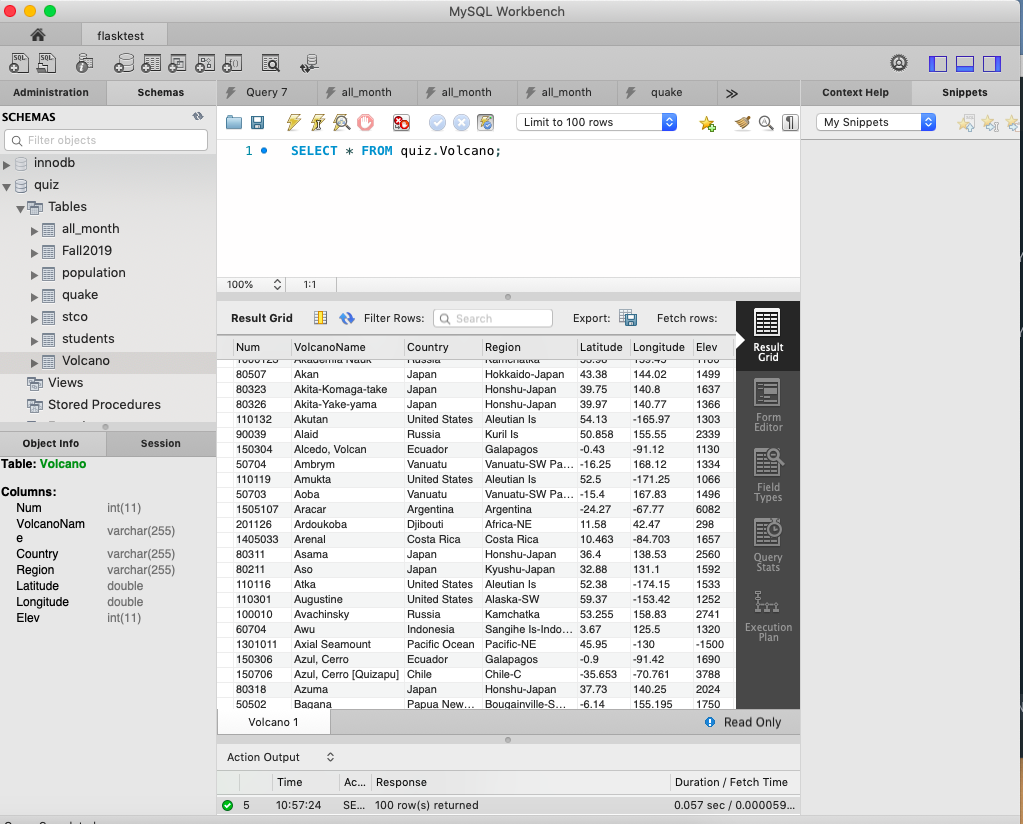 MySQL Workbench
flasktest
Administration Schemas
SCHEMAS
Filter objects
innodb
quiz
Tables
all_month
Fall2019
population
quake
stco
students
Volcano
Views
Stored Procedures
Object Info Session
Table: Volcano
Columns:
Num int(11)
VolcanoNam
e varchar(255)
Country varchar(255)
Region varchar(255)
Latitude double
Longitude double
Elev int(11)
Query 7 all_month all_month all_month quake
Limit to 100 rows
1 SELECT * FROM quiz.Volcano;
100% 1:1
Result Grid Filter Rows: Search Export: Fetch rows:
Num VolcanoName Country Region Latitude Longitude Elev
80507 Akan Japan Hokkaido-Japan 43.38 144.02 1499
80323 Akita-Komaga-take Japan Honshu-Japan 39.75 140.8 1637
80326 Akita-Yake-yama Japan Honshu-Japan 39.97 140.77 1366
110132 Akutan United States Aleutian Is 54.13 -165.97 1303
90039 Alaid Russia Kuril Is 50.858 155.55 2339
150304 Alcedo, Volcan Ecuador Galapagos -0.43 -91.12 1130
50704 Ambrym Vanuatu Vanuatu-SW Pa... -16.25 168.12 1334
110119 Amukta United States Aleutian Is 52.5 -171.25 1066
50703 Aoba Vanuatu Vanuatu-SW Pa... -15.4 167.83 1496
1505107 Aracar Argentina Argentina -24.27 -67.77 6082
201126 Ardoukoba Djibouti Africa-NE 11.58 42.47 298
1405033 Arenal Costa Rica Costa Rica 10.463 -84.703 1657
80311 Asama Japan Honshu-Japan 36.4 138.53 2560
80211 Aso Japan Kyushu-Japan 32.88 131.1 1592
110116 Atka United States Aleutian Is 52.38 -174.15 1533
110301 Augustine United States Alaska-SW 59.37 -153.42 1252
100010 Avachinsky Russia Kamchatka 53.255 158.83 2741
60704 Awu Indonesia Sangihe Is-Indo... 3.67 125.5 1320
1301011 Axial Seamount Pacific Ocean Pacific-NE 45.95 -130 -1500
150306 Azul, Cerro Ecuador Galapagos -0.9 -91.42 1690
150706 Azul, Cerro [Quizapu] Chile Chile-C -35.653 -70.761 3788
80318 Azuma Japan Honshu-Japan 37.73 140.25 2024
50502 Bagana Papua New... Bougainville-S... -6.14 155.195 1750
Volcano 1 Read Only
Action Output
Time Ac... Response Duration / Fetch Time
5 10:57:24 SE... 100 row(s) returned 0.057 sec / 0.000059...
Result
Grid
Form
Editor
Field
Types
Query
Stats
Execution
Plan
Context Help Snippets
My Snippets